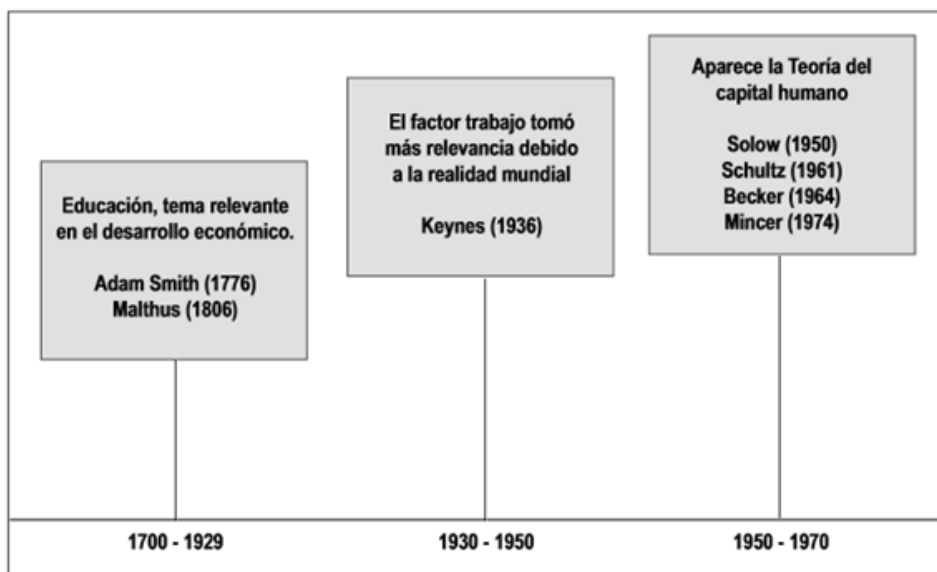 Educación, tema relevante
en el desarrollo económico.
Adam Smith (1776)
Malthus (1806)
El factor trabajo tomó
más relevancia debido
a la realidad mundial
Keynes (1936)
Aparece la Teoría del
capital humano
Solow (1950)
Schultz (1961)
Becker (1964)
Mincer (1974)
1700 - 1929
1930 - 1950
1950 - 1970